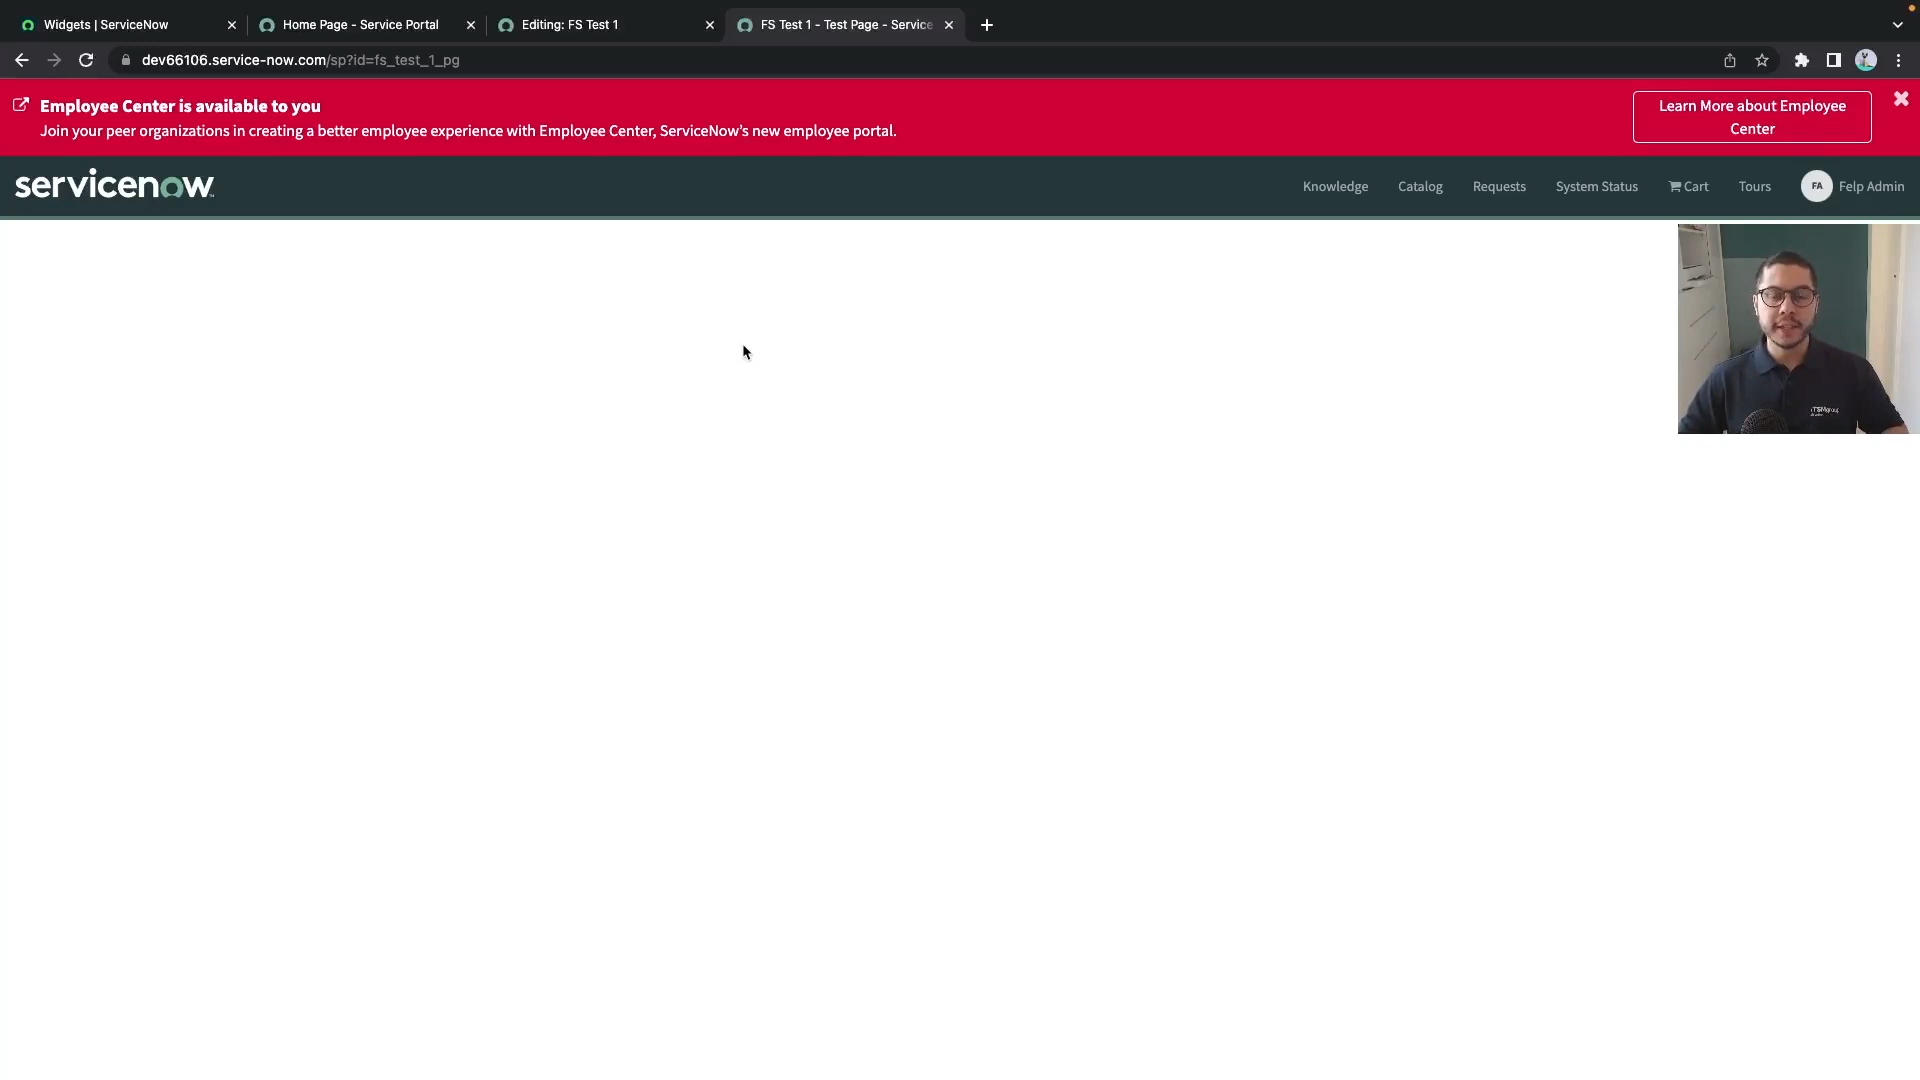 Widgets | ServiceNow
Home Page - Service Portal
Editing: FS Test 1
FS Test 1 - Test Page - Service
dev66106.service-now.com/sp?id=fs_test_1_pg
Employee Center is available to you
Join your peer organizations in creating a better employee experience with Employee Center, ServiceNow's new employee portal.
Learn More about Employee
Center
servicenow
Knowledge
Catalog
Requests
System Status
Cart
Tours
FA
Felp Admin